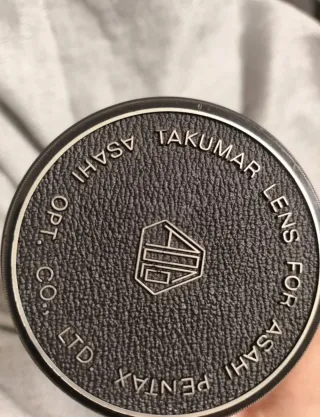 TAKUMAR LENS FOR ASAHI PENTAX
ASAHI OPT. CO., LTD.